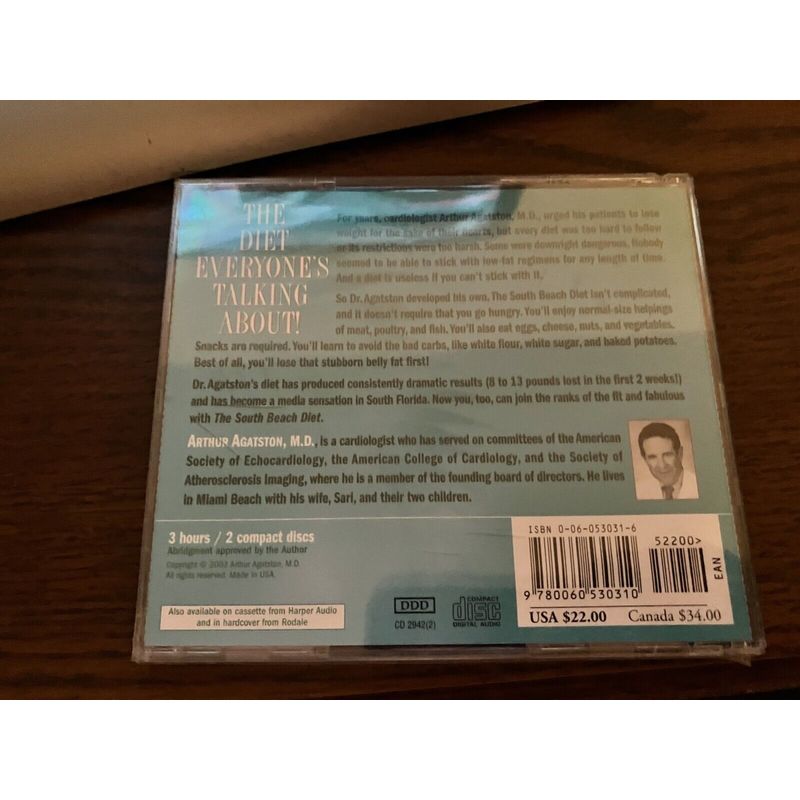 THE
DIET
EVERYONE'S
TALKING
ABOUT!
For years, cardiologist Arthur Agatston, M.D., urged his patients to lose
weight for the sake of their hearts, but every diet was too hard to follow
or its restrictions were too harsh. Some were downright dangerous. Nobody
seemed to be able to stick with low-fat regimens for any length of time.
And a diet is useless if you can't stick with it.
So Dr. Agatston developed his own. The South Beach Diet isn't complicated,
and it doesn't require that you go hungry. You'll enjoy normal-size helpings
of meat, poultry, and fish. You'll also eat eggs, cheese, nuts, and vegetables.
Snacks are required. You'll learn to avoid the bad carbs, like white flour, white sugar, and baked potatoes.
Best of all, you'll lose that stubborn belly fat first!
Dr. Agatston's diet has produced consistently dramatic results (8 to 13 pounds lost in the first 2 weeks!)
and has become a media sensation in South Florida. Now you, too, can join the ranks of the fit and fabulous
with The South Beach Diet.
ARTHUR AGATSTON, M.D., is a cardiologist who has served on committees of the American
Society of Echocardiology, the American College of Cardiology, and the Society of
Atherosclerosis Imaging, where he is a member of the founding board of directors. He lives
in Miami Beach with his wife, Sari, and their two children.
3 hours / 2 compact discs
Abridgment approved by the Author
Copyright © 2003 Arthur Agatston, M.D.
All rights reserved. Made in USA.
Also available on cassette from Harper Audio
and in hardcover from Rodale
DDD
CD 2942(2)
COMPACT
disc
DIGITAL AUDIO
ISBN 0-06-053031-6
52200>
9 780060 530310
EAN
USA $22.00 Canada $34.00